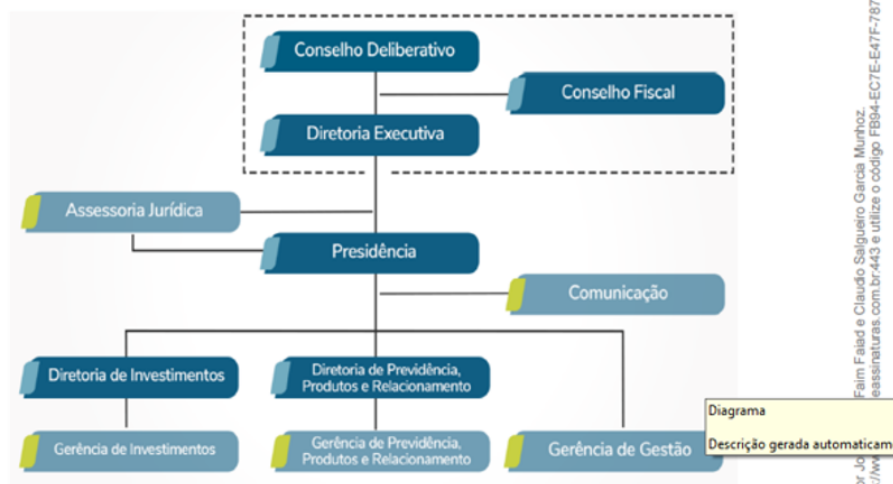 Conselho Deliberativo
Conselho Fiscal
Diretoria Executiva
Assessoria Jurídica
Presidência
Comunicação
Diretoria de Investimentos
Diretoria de Previdência,
Produtos e Relacionamento
Gerência de Investimentos
Gerência de Previdência,
Produtos e Relacionamento
Gerência de Gestão
Diagrama
Descrição gerada automaticam
or Jo
Faim Faiad e Claudio Salgueiro Garcia Munhoz.
eassinaturas.com.br:443 e utilize o código FB94-EC7E-E47F-787